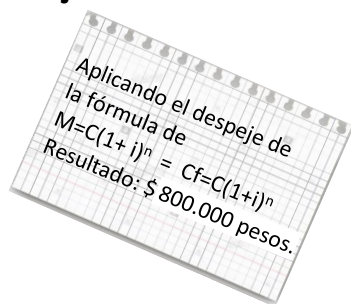 Aplicando el despeje de
la fórmula de
M=C(1+ i)ⁿ = Cf=C(1+i)ⁿ
Resultado: $ 800.000 pesos.